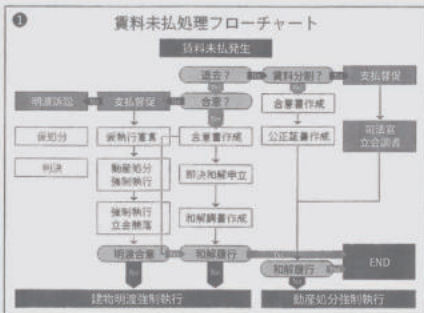 ❶
賃料未払処理フローチャート
賃料未払発生
退去？
賃料分割？
支払督促
明渡訴訟
支払督促
合意？
合意書作成
仮処分
仮執行宣言
合意書作成
公正証書作成
司法官
立会調書
判決
動産処分
強制執行
即決和解申立
強制執行
立会競落
和解調書作成
明渡合意
和解履行
END
和解履行
建物明渡強制執行
動産処分強制執行